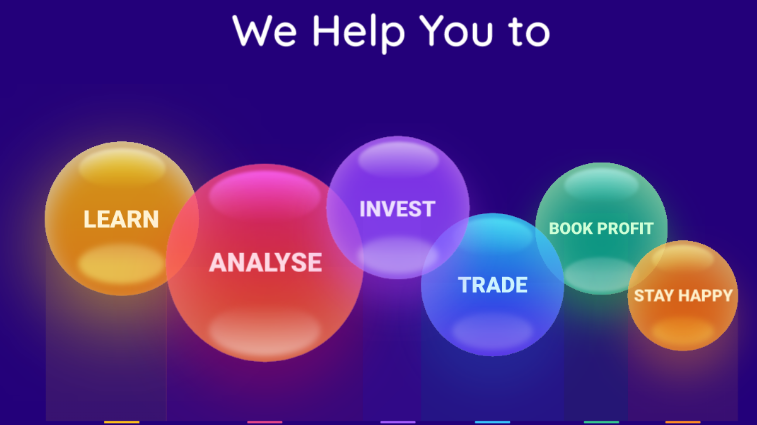 We Help You to
LEARN
ANALYSE
INVEST
TRADE
BOOK PROFIT
STAY HAPPY